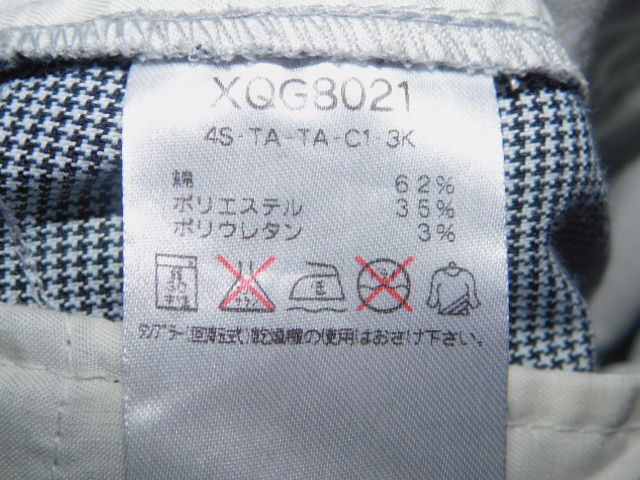 XQG8021
4S-TA-TA-C1-3K
綿 62%
ポリエステル 35%
ポリウレタン 3%
タンブラー(回転式)乾燥機の使用はおさけ下さい。